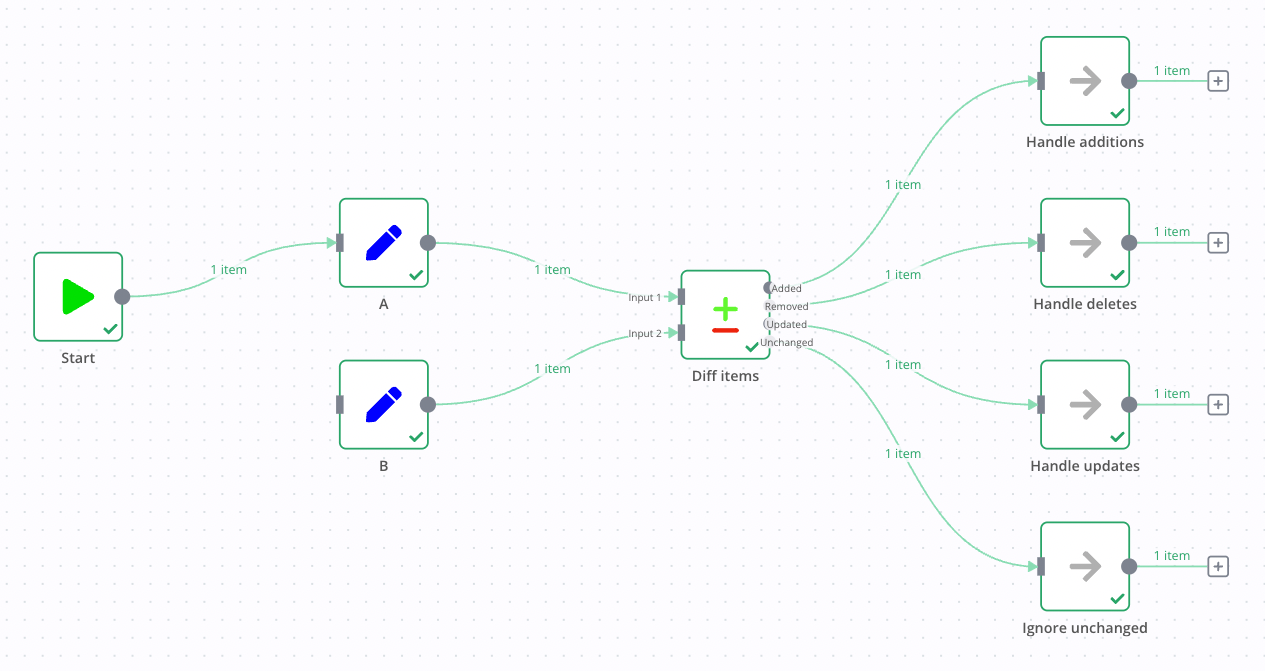 1 item
Handle additions
1 item
1 item
Handle deletes
1 item
Start
1 item
A
1 item
Input 1
B
1 item
Input 2
Added
Removed
Updated
Unchanged
Diff items
1 item
1 item
Handle updates
1 item
1 item
Ignore unchanged